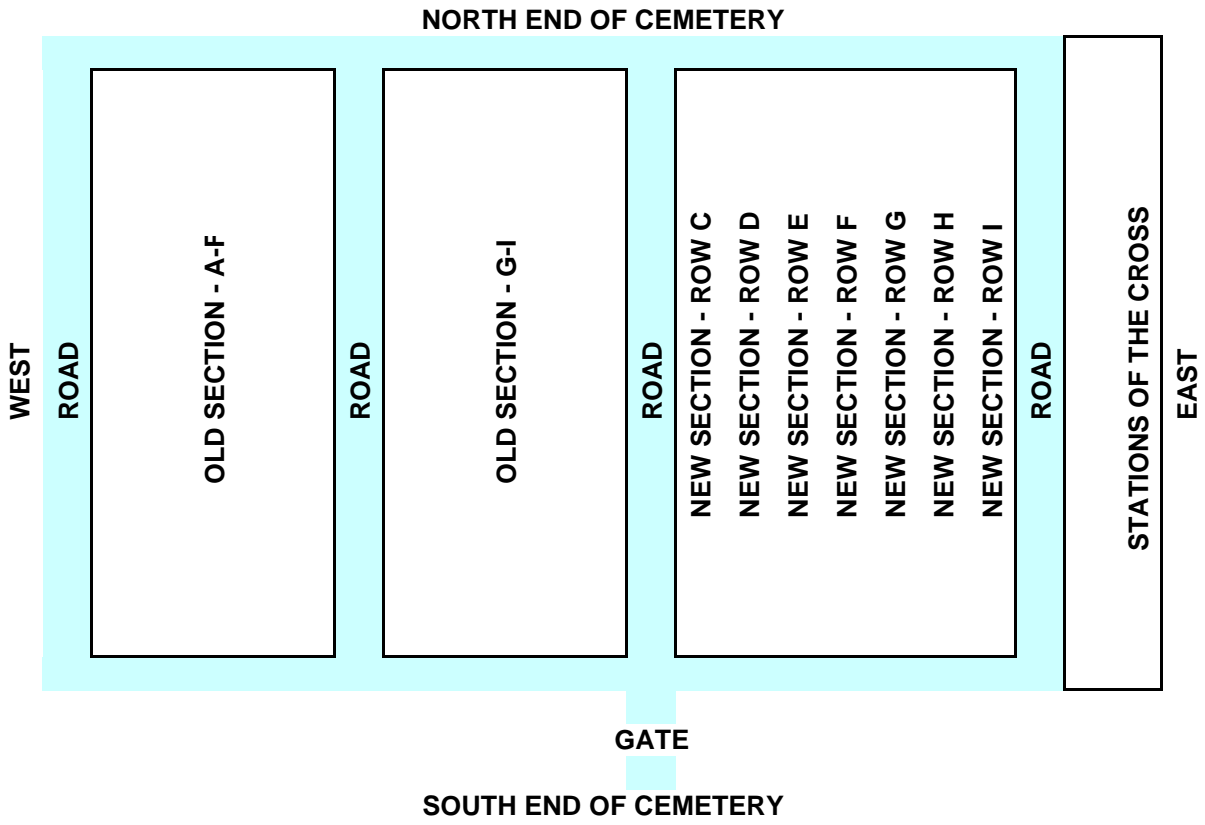 NORTH END OF CEMETERY
WEST
ROAD
OLD SECTION - A-F
ROAD
OLD SECTION - G-I
ROAD
NEW SECTION - ROW C
NEW SECTION - ROW D
NEW SECTION - ROW E
NEW SECTION - ROW F
NEW SECTION - ROW G
NEW SECTION - ROW H
NEW SECTION - ROW I
ROAD
STATIONS OF THE CROSS
EAST
GATE
SOUTH END OF CEMETERY